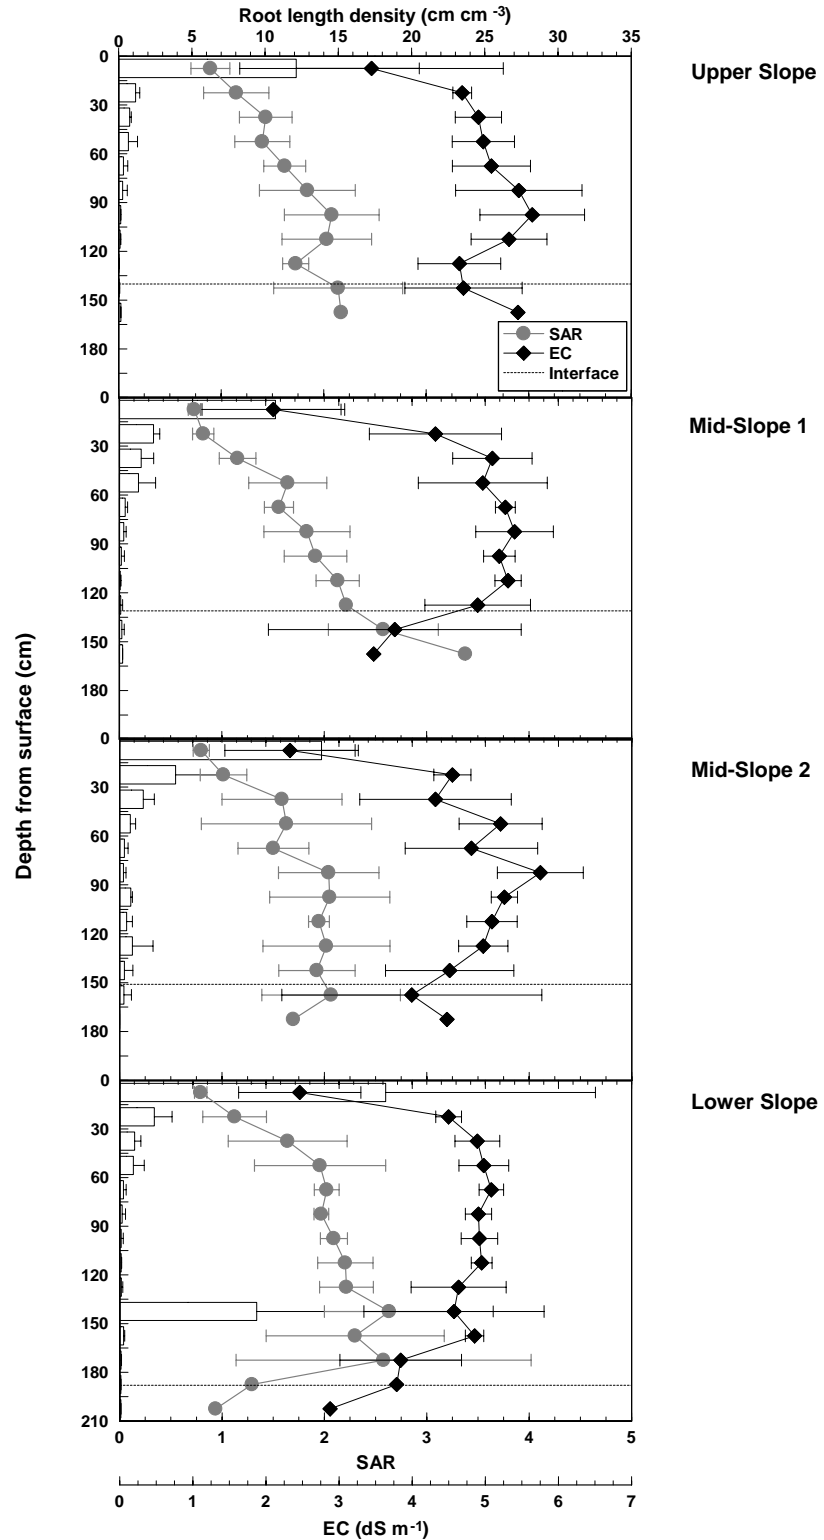 Root length density (cm cm -3)
0 5 10 15 20 25 30 35
Upper Slope
0
30
60
90
120
150
180
SAR
EC
Interface
Mid-Slope 1
0
30
60
90
120
150
180
Mid-Slope 2
0
30
60
90
120
150
180
Lower Slope
0
30
60
90
120
150
180
210
Depth from surface (cm)
0 1 2 3 4 5
SAR
0 1 2 3 4 5 6 7
EC (dS m-1)